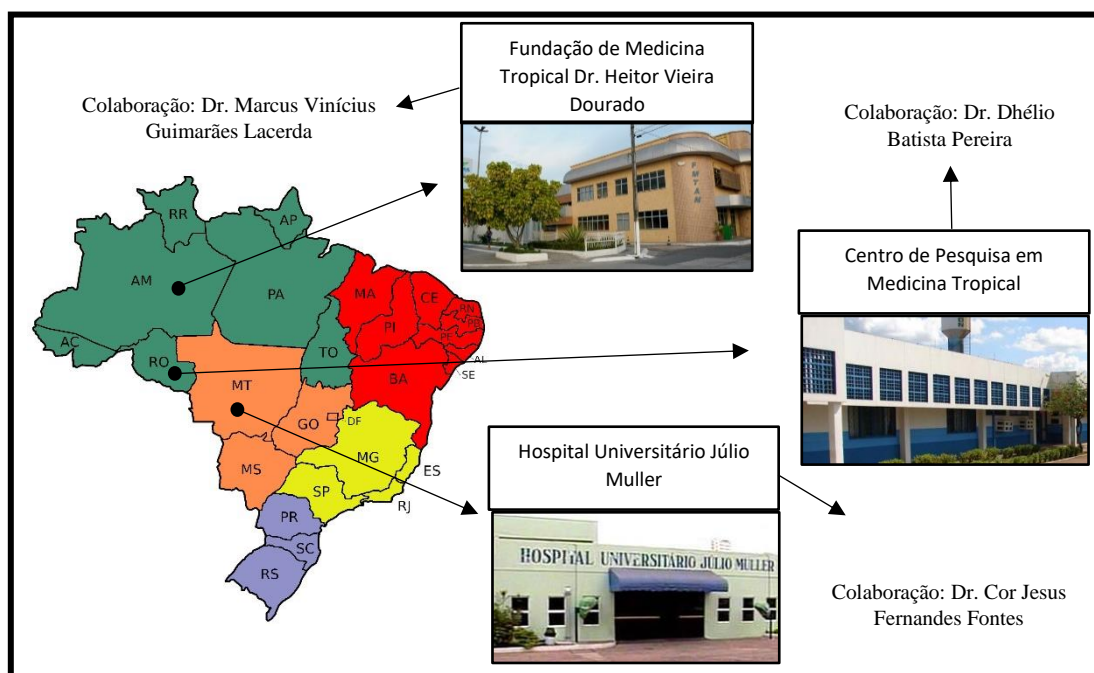 Fundação de Medicina
Tropical Dr. Heitor Vieira
Dourado
Colaboração: Dr. Marcus Vinícius
Guimarães Lacerda
Colaboração: Dr. Dhélio
Batista Pereira
FMTAM
Centro de Pesquisa em
Medicina Tropical
RR
AP
AM
PA
MA
CE
RN
PB
PI
PE
AC
RO
TO
AL
SE
MT
BA
GO
DF
MG
ES
MS
SP
RJ
PR
SC
RS
Hospital Universitário Júlio
Muller
HOSPITAL UNIVERSITÁRIO JÚLIO MULLER
Colaboração: Dr. Cor Jesus
Fernandes Fontes